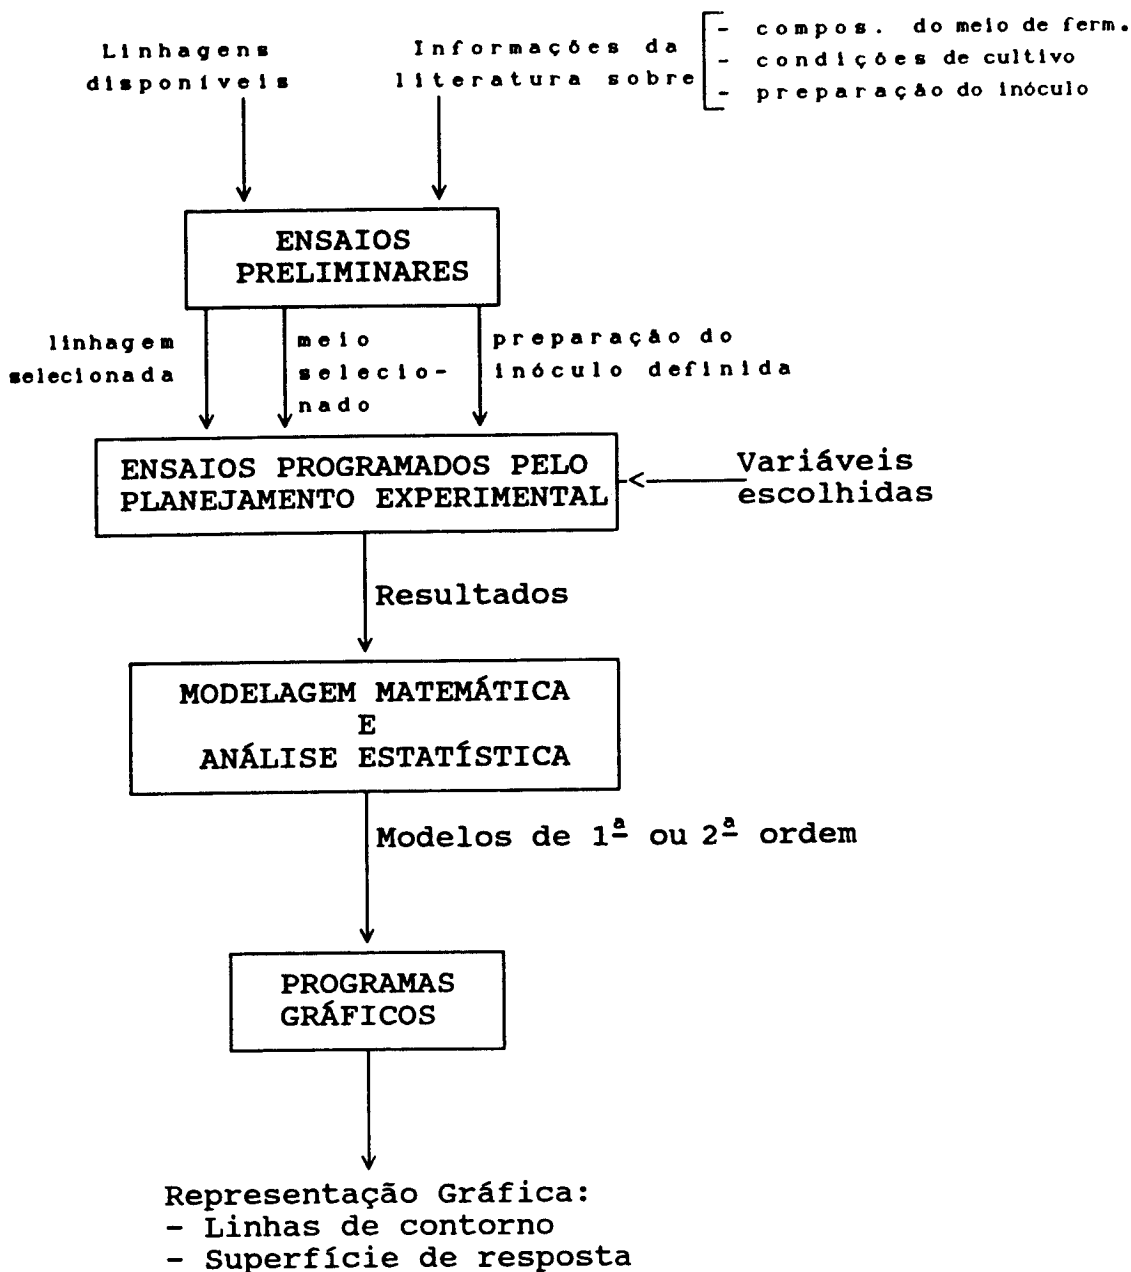 Linhagens
disponíveis
Informações da
literatura sobre
- compos. do meio de ferm.
- condições de cultivo
- preparação do inóculo
ENSAIOS
PRELIMINARES
linhagem
selecionada
meio
selecio-
nado
preparação do
inóculo definida
ENSAIOS PROGRAMADOS PELO
PLANEJAMENTO EXPERIMENTAL
Variáveis
escolhidas
Resultados
MODELAGEM MATEMÁTICA
E
ANÁLISE ESTATÍSTICA
Modelos de 1ª ou 2ª ordem
PROGRAMAS
GRÁFICOS
Representação Gráfica:
- Linhas de contorno
- Superfície de resposta